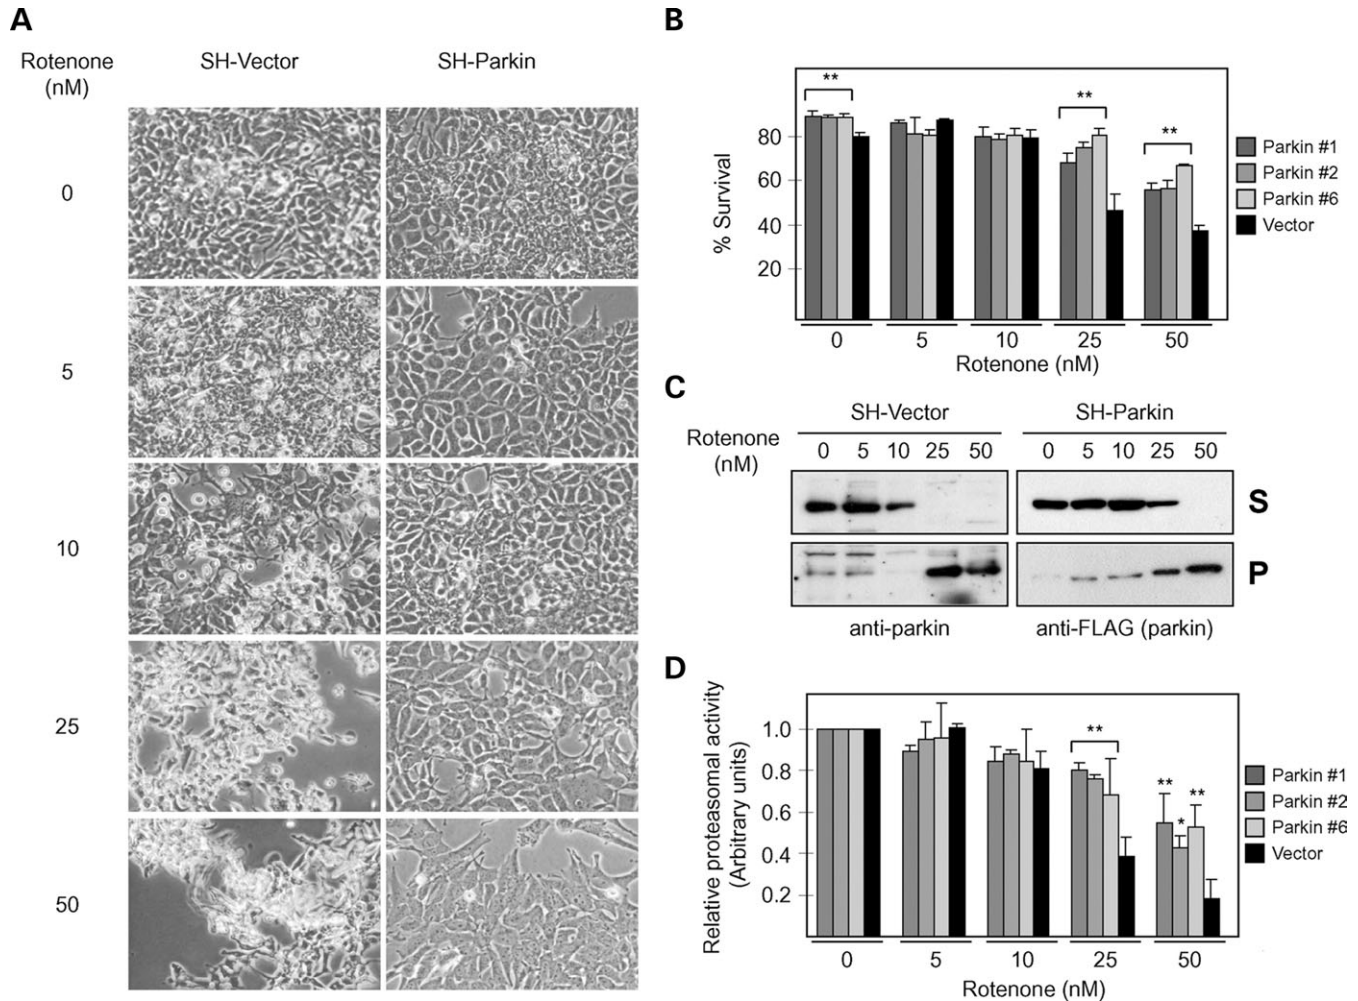 A
Rotenone
(nM)
SH-Vector
SH-Parkin
0
5
10
25
50
B
% Survival
80
60
40
20
**
**
**
0 5 10 25 50
Rotenone (nM)
Parkin #1
Parkin #2
Parkin #6
Vector
C
SH-Vector
SH-Parkin
Rotenone
(nM)
0 5 10 25 50
0 5 10 25 50
S
P
anti-parkin
anti-FLAG (parkin)
D
Relative proteasomal activity
(Arbitrary units)
1.0
0.8
0.6
0.4
0.2
**
**
*
**
0 5 10 25 50
Rotenone (nM)
Parkin #1
Parkin #2
Parkin #6
Vector